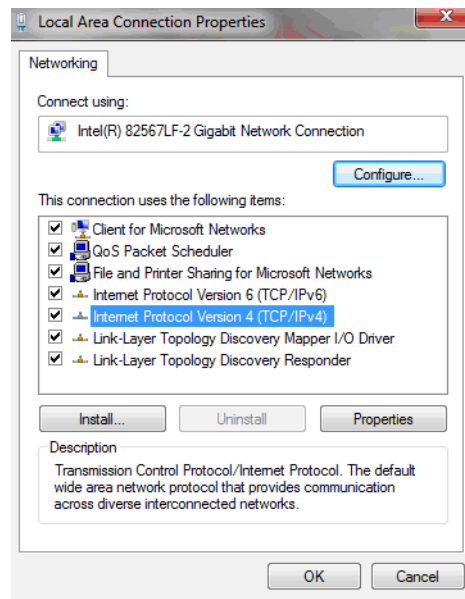 Local Area Connection Properties
Networking
Connect using:
Intel(R) 82567LF-2 Gigabit Network Connection
Configure...
This connection uses the following items:
Client for Microsoft Networks
QoS Packet Scheduler
File and Printer Sharing for Microsoft Networks
Internet Protocol Version 6 (TCP/IPv6)
Internet Protocol Version 4 (TCP/IPv4)
Link-Layer Topology Discovery Mapper I/O Driver
Link-Layer Topology Discovery Responder
Install... Uninstall Properties
Description
Transmission Control Protocol/Internet Protocol. The default
wide area network protocol that provides communication
across diverse interconnected networks.
OK Cancel